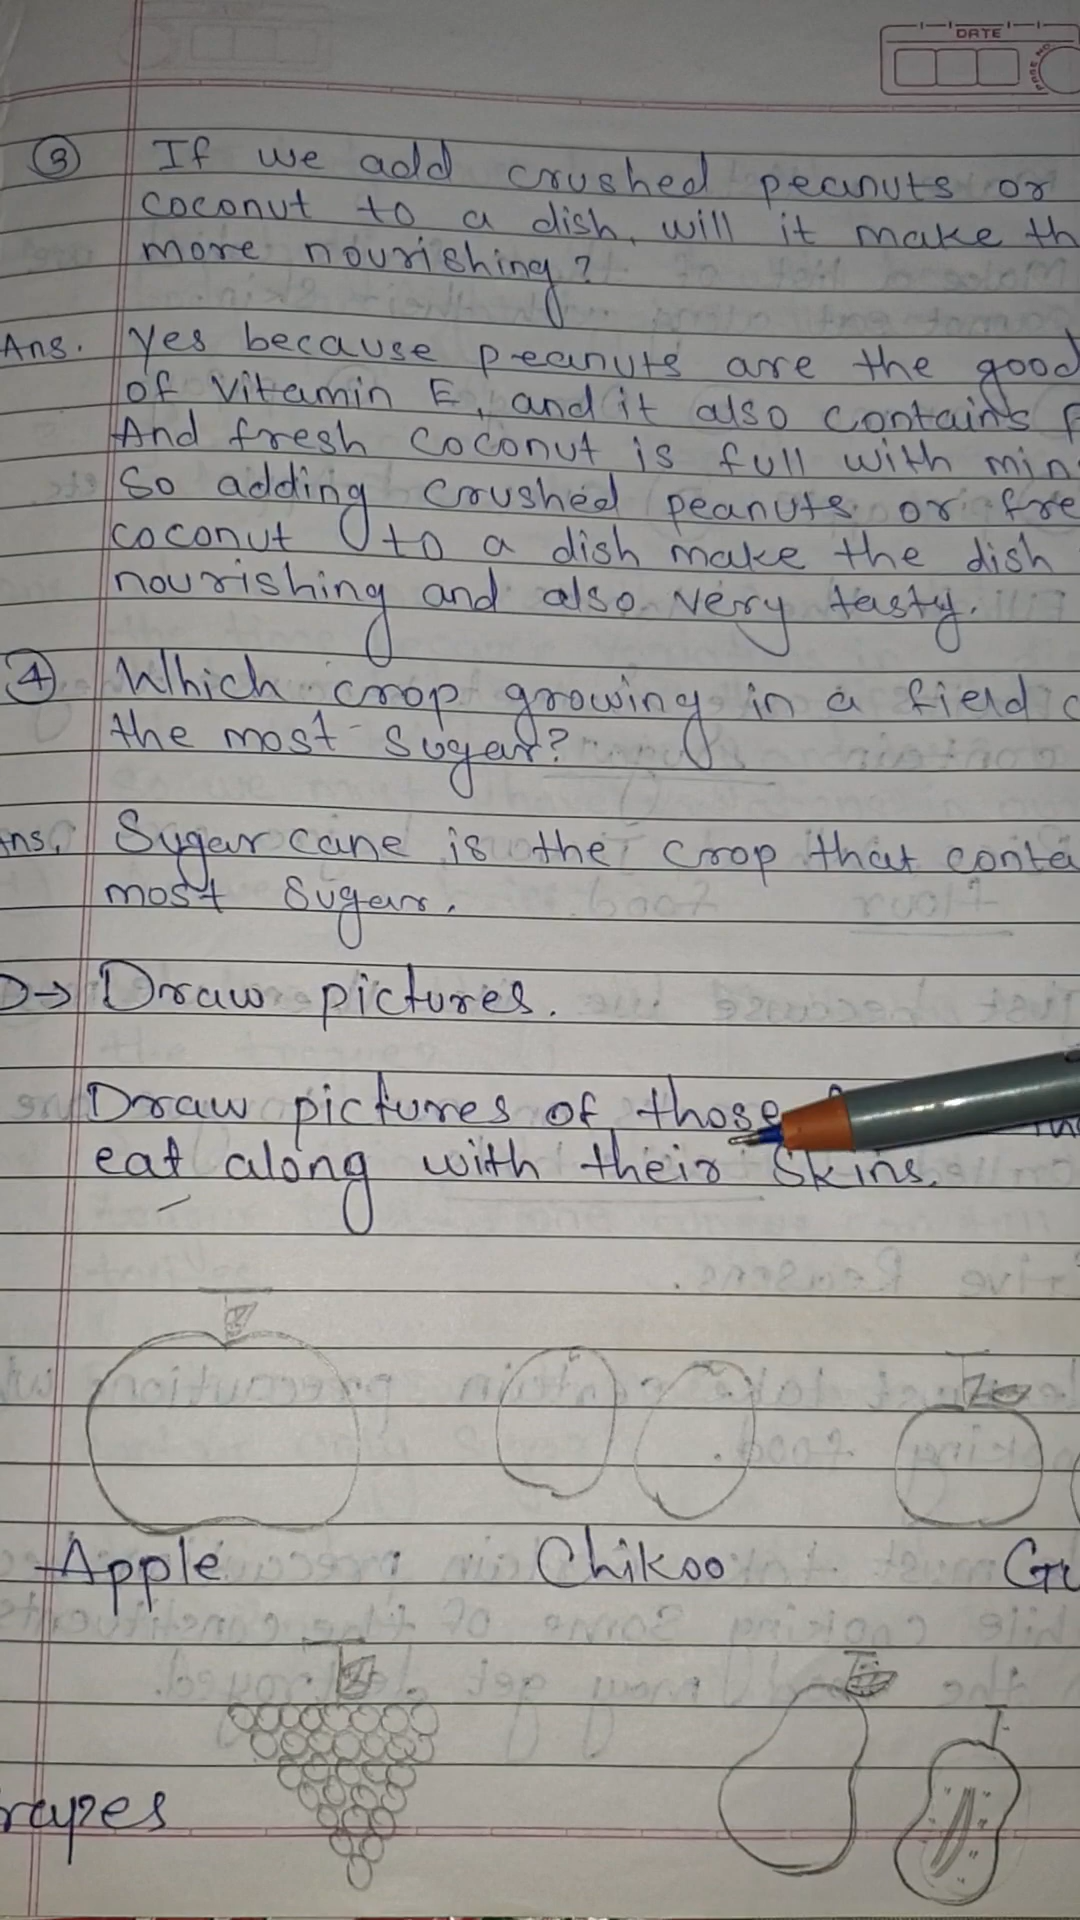 DATE
PAGE NO.
3 If we add crushed peanuts or
coconut to a dish, will it make th
more nourishing?
Ans. Yes because peanuts are the good
of Vitamin E, and it also contains P
And fresh coconut is full with min
So adding crushed peanuts or fre
coconut to a dish make the dish
nourishing and also very tasty.
4 Which crop growing in a field c
the most sugar?
Ans. Sugarcane is the crop that conta
most sugar.
D→ Draw pictures.
Draw pictures of those
eat along with their skins.
Apple Chikoo Gu
rapes